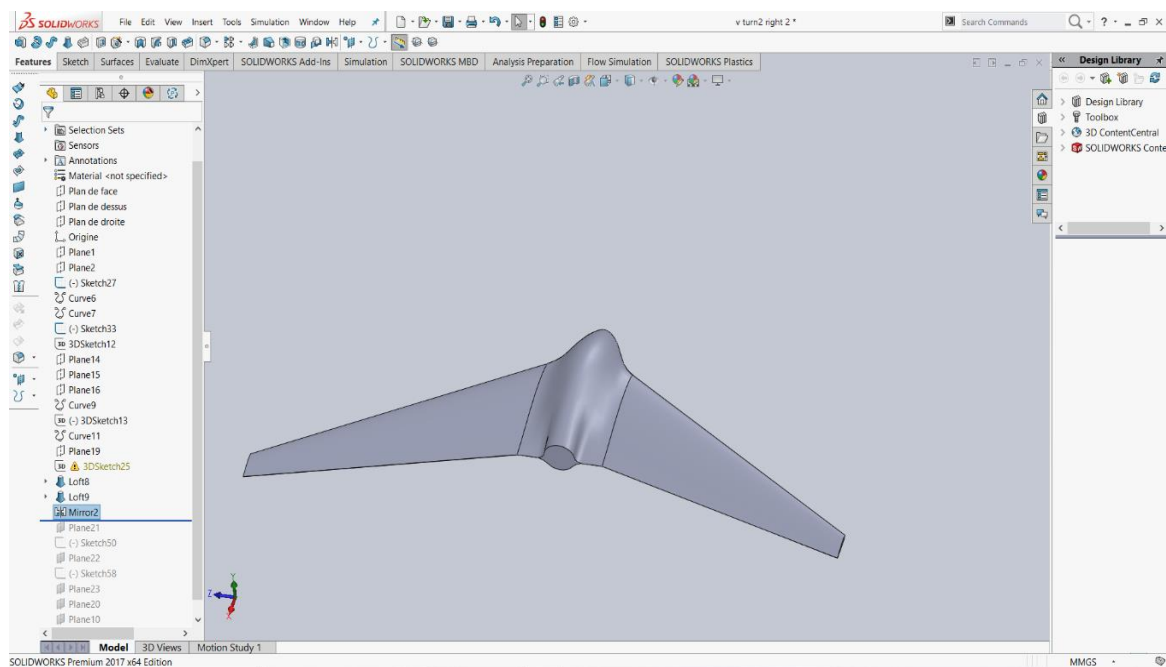 SOLIDWORKS File Edit View Insert Tools Simulation Window Help v turn2 right 2 * Search Commands ?
Features Sketch Surfaces Evaluate DimXpert SOLIDWORKS Add-Ins Simulation SOLIDWORKS MBD Analysis Preparation Flow Simulation SOLIDWORKS Plastics
Design Library
Selection Sets
Sensors
Annotations
Material <not specified>
Plan de face
Plan de dessus
Plan de droite
Origine
Plane1
Plane2
(-) Sketch27
Curve6
Curve7
(-) Sketch33
3D 3DSketch12
Plane14
Plane15
Plane16
Curve9
3D (-) 3DSketch13
Curve11
Plane19
3D 3DSketch25
Loft8
Loft9
Mirror2
Plane21
(-) Sketch50
Plane22
(-) Sketch58
Plane23
Plane20
Plane10
Design Library
Toolbox
3D ContentCentral
SOLIDWORKS Conte
Y
Z
X
Model 3D Views Motion Study 1
SOLIDWORKS Premium 2017 x64 Edition MMGS